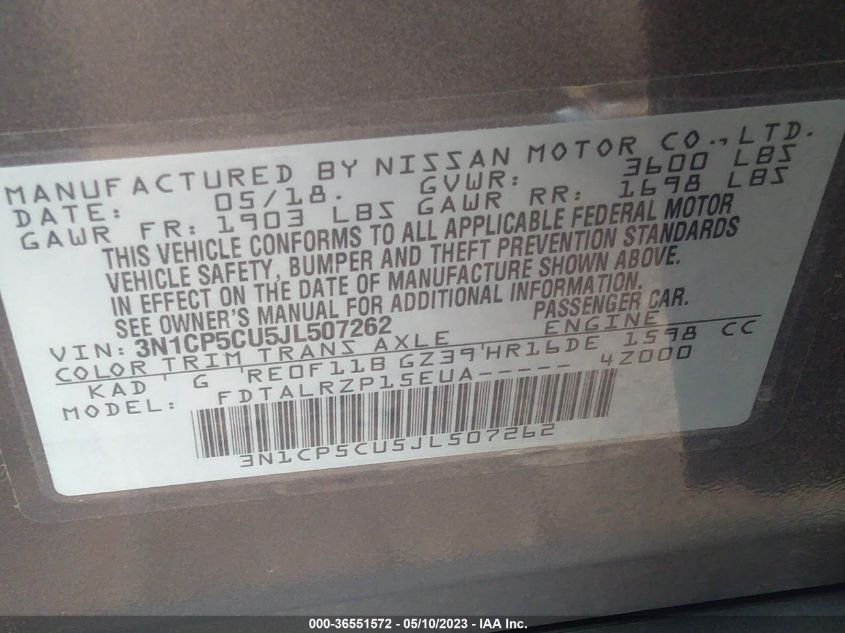 MANUFACTURED BY NISSAN MOTOR CO., LTD.
DATE: 05/18. GVWR: 3600 LBS
GAWR FR: 1903 LBS GAWR RR: 1698 LBS
THIS VEHICLE CONFORMS TO ALL APPLICABLE FEDERAL MOTOR
VEHICLE SAFETY, BUMPER AND THEFT PREVENTION STANDARDS
IN EFFECT ON THE DATE OF MANUFACTURE SHOWN ABOVE.
SEE OWNER'S MANUAL FOR ADDITIONAL INFORMATION.
VIN: 3N1CP5CU5JL507262 PASSENGER CAR.
COLOR TRIM TRANS AXLE ENGINE
KAD ' G ' RE0F11B GZ39'HR16DE 1598 CC
MODEL: FDTALRZP15EUA----- 4Z000
3N1CP5CU5JL507262
000-36551572 - 05/10/2023 - IAA Inc.